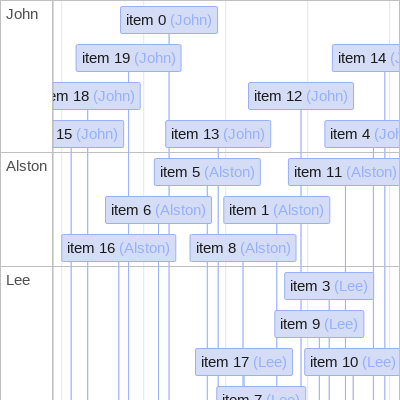 John
item 0 (John)
item 19 (John)
item 14 (J
em 18 (John)
item 12 (John)
15 (John)
item 13 (John)
item 4 (Joh
Alston
item 5 (Alston)
item 11 (Alston)
item 6 (Alston)
item 1 (Alston)
item 16 (Alston)
item 8 (Alston)
Lee
item 3 (Lee)
item 9 (Lee)
item 17 (Lee)
item 10 (Lee)
item 7 (Lee)